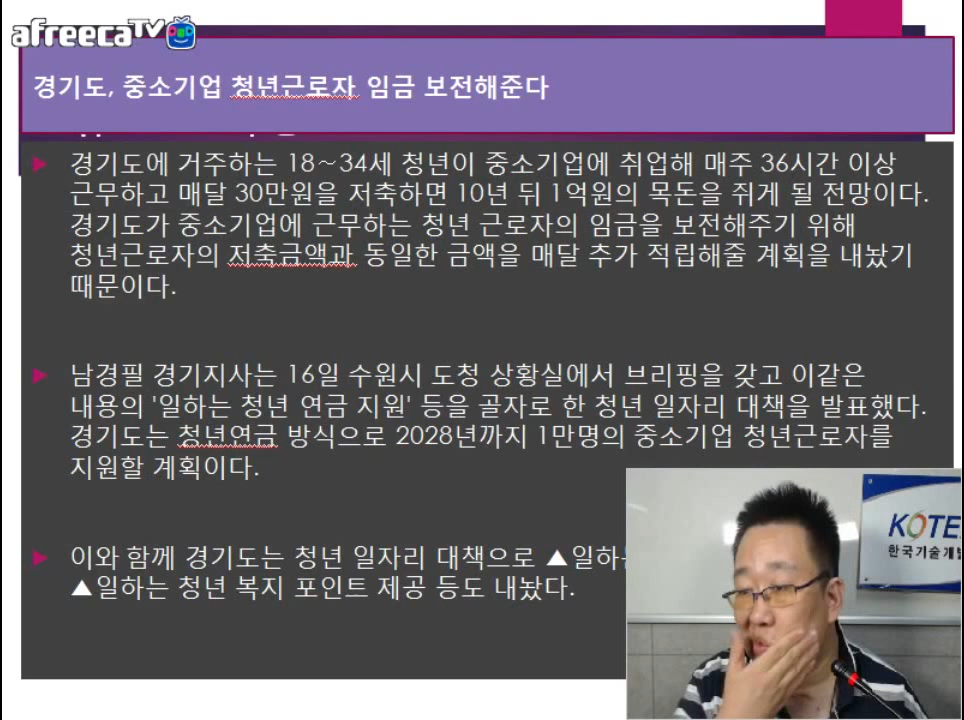 afreecaTV
경기도, 중소기업 청년근로자 임금 보전해준다
▶ 경기도에 거주하는 18~34세 청년이 중소기업에 취업해 매주 36시간 이상
근무하고 매달 30만원을 저축하면 10년 뒤 1억원의 목돈을 쥐게 될 전망이다.
경기도가 중소기업에 근무하는 청년 근로자의 임금을 보전해주기 위해
청년근로자의 저축금액과 동일한 금액을 매달 추가 적립해줄 계획을 내놨기
때문이다.
▶ 남경필 경기지사는 16일 수원시 도청 상황실에서 브리핑을 갖고 이같은
내용의 '일하는 청년 연금 지원' 등을 골자로 한 청년 일자리 대책을 발표했다.
경기도는 청년연금 방식으로 2028년까지 1만명의 중소기업 청년근로자를
지원할 계획이다.
▶ 이와 함께 경기도는 청년 일자리 대책으로 ▲일하
▲일하는 청년 복지 포인트 제공 등도 내놨다.
KOTE
한국기술개발